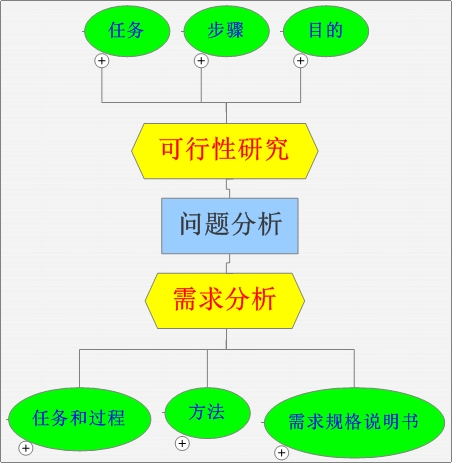 任务
步骤
目的
可行性研究
问题分析
需求分析
任务和过程
方法
需求规格说明书